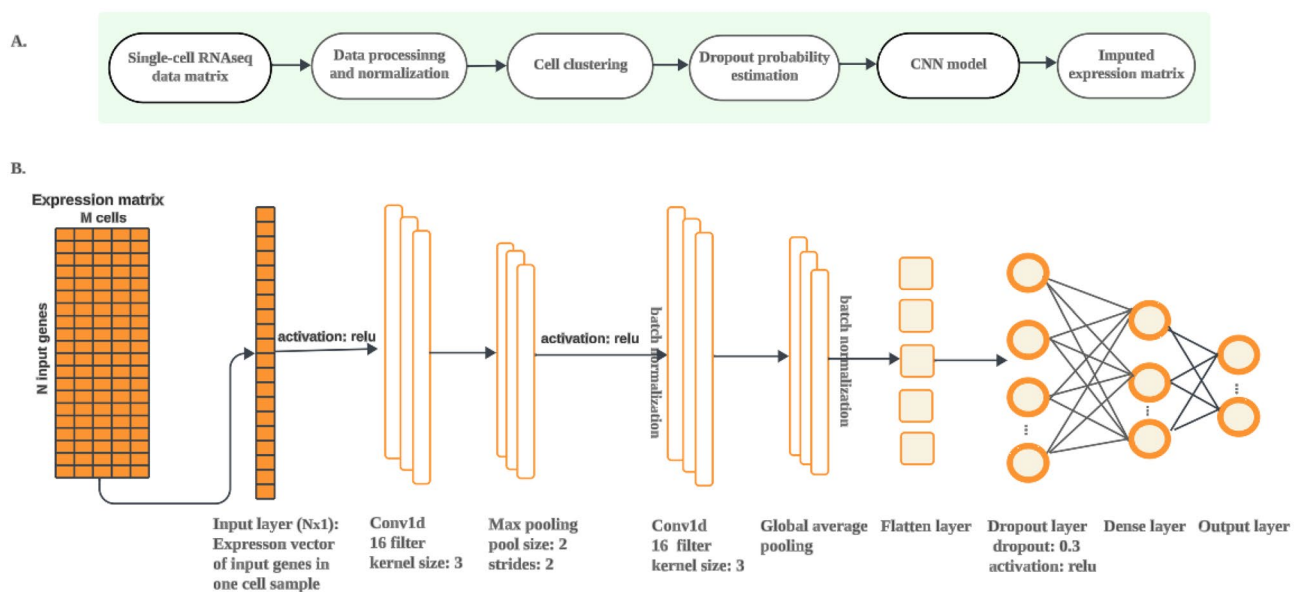 A.
Single-cell RNAseq
data matrix
Data processinng
and normalization
Cell clustering
Dropout probability
estimation
CNN model
Imputed
expression matrix
B.
Expression matrix
M cells
N input genes
activation: relu
activation: relu
batch normalization
batch normalization
Input layer (Nx1):
Expresson vector
of input genes in
one cell sample
Conv1d
16 filter
kernel size: 3
Max pooling
pool size: 2
strides: 2
Conv1d
16 filter
kernel size: 3
Global average
pooling
Flatten layer
Dropout layer
dropout: 0.3
activation: relu
Dense layer
Output layer